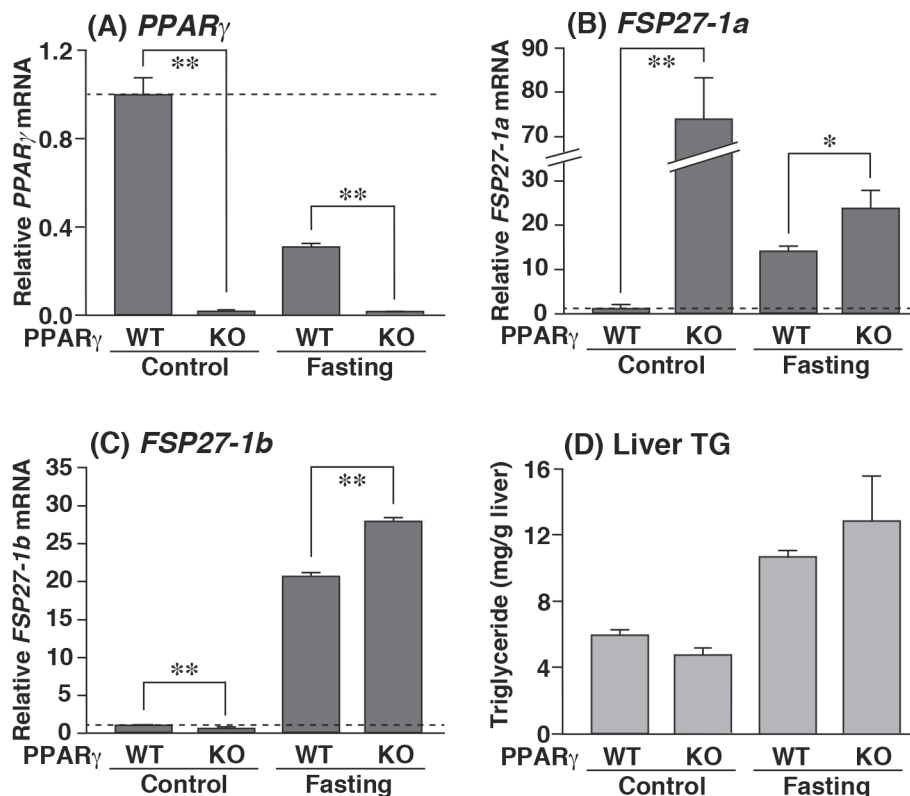 (A) PPARγ
Relative PPARγ mRNA
1.2
0.8
0.4
0.0
**
**
PPARγ WT KO WT KO
Control Fasting
(B) FSP27-1a
Relative FSP27-1a mRNA
90
80
70
30
20
10
0
**
*
PPARγ WT KO WT KO
Control Fasting
(C) FSP27-1b
Relative FSP27-1b mRNA
35
30
25
20
15
10
5
0
**
**
PPARγ WT KO WT KO
Control Fasting
(D) Liver TG
Triglyceride (mg/g liver)
16
12
8
4
0
PPARγ WT KO WT KO
Control Fasting